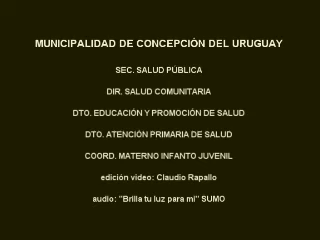 MUNICIPALIDAD DE CONCEPCIÓN DEL URUGUAY
SEC. SALUD PÚBLICA
DIR. SALUD COMUNITARIA
DTO. EDUCACIÓN Y PROMOCIÓN DE SALUD
DTO. ATENCIÓN PRIMARIA DE SALUD
COORD. MATERNO INFANTO JUVENIL
edición video: Claudio Rapallo
audio: "Brilla tu luz para mi" SUMO